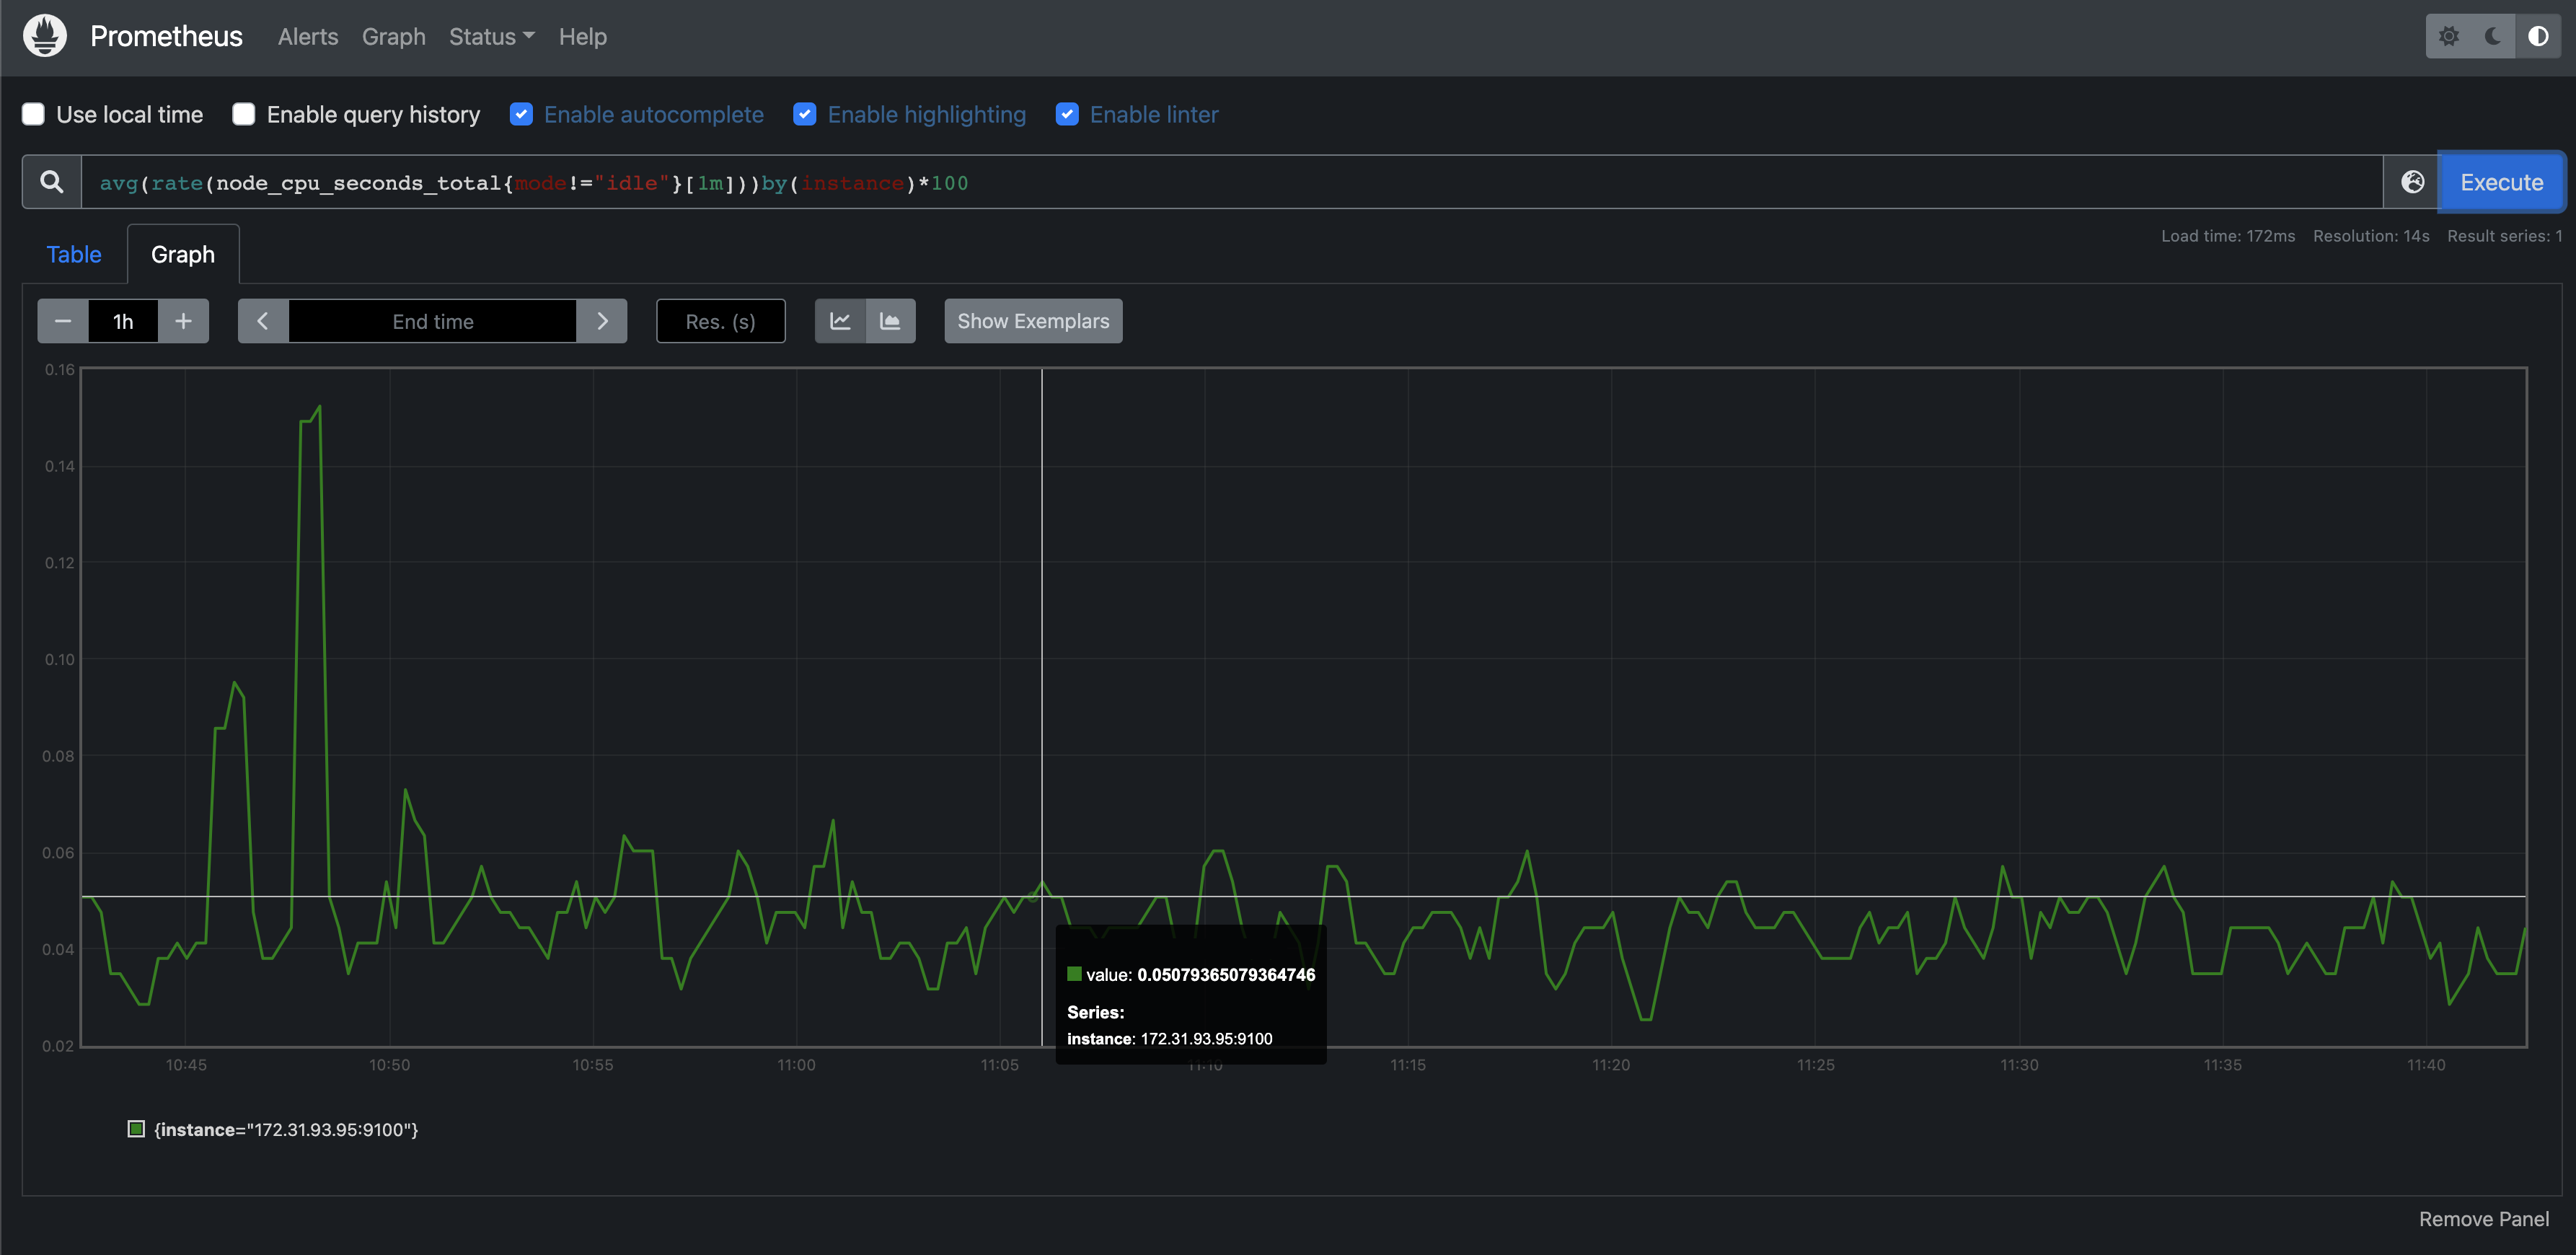 Prometheus Alerts Graph Status Help
Use local time Enable query history Enable autocomplete Enable highlighting Enable linter
avg(rate(node_cpu_seconds_total{mode!="idle"}[1m]))by(instance)*100 Execute
Table Graph Load time: 172ms Resolution: 14s Result series: 1
1h End time Res. (s) Show Exemplars
0.16
0.14
0.12
0.10
0.08
0.06
0.04
0.02
value: 0.05079365079364746
Series:
instance: 172.31.93.95:9100
10:45 10:50 10:55 11:00 11:05 11:10 11:15 11:20 11:25 11:30 11:35 11:40
{instance="172.31.93.95:9100"}
Remove Panel